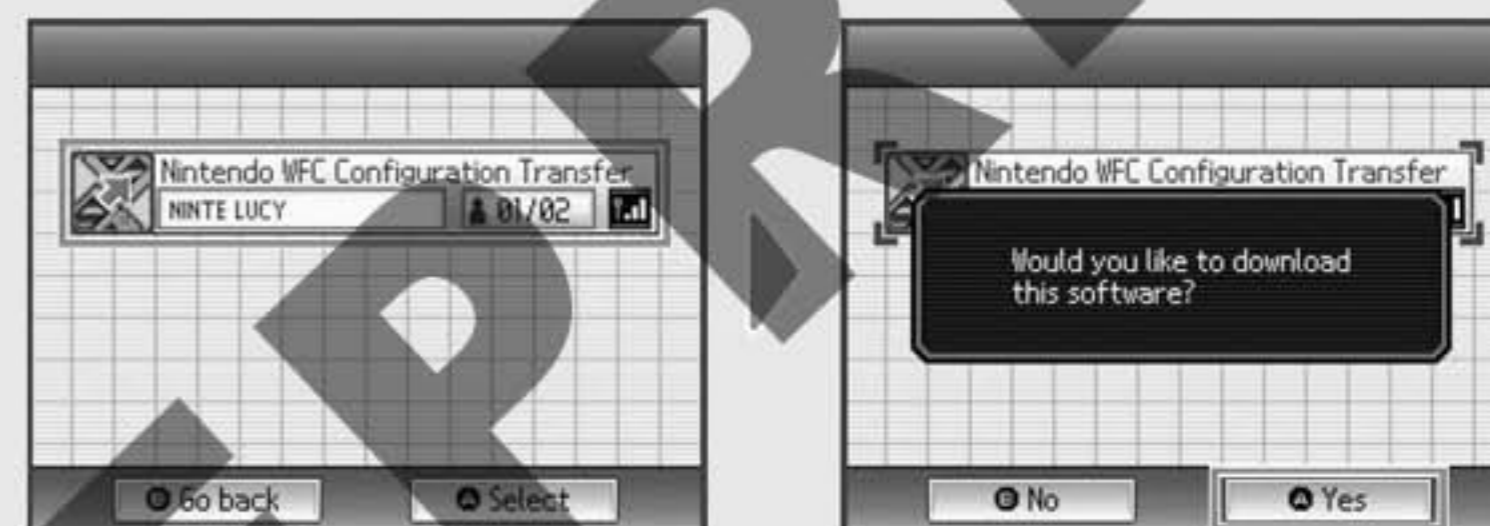 Nintendo WFC Configuration Transfer
NINTE LUCY
01/02
B Go back
A Select
Nintendo WFC Configuration Transfer
Would you like to download
this software?
B No
A Yes